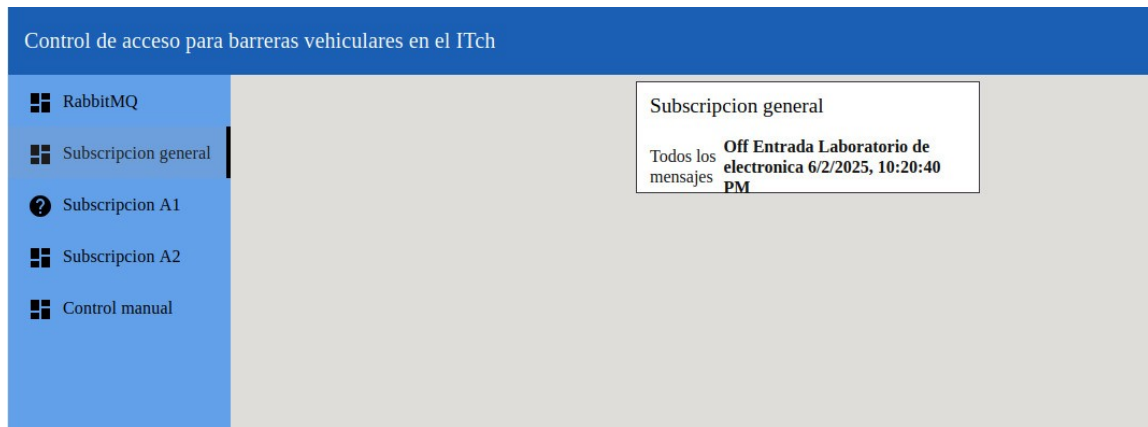 Control de acceso para barreras vehiculares en el ITch
RabbitMQ
Subscripcion general
Subscripcion A1
Subscripcion A2
Control manual
Subscripcion general
Todos los
mensajes
Off Entrada Laboratorio de
electronica 6/2/2025, 10:20:40
PM